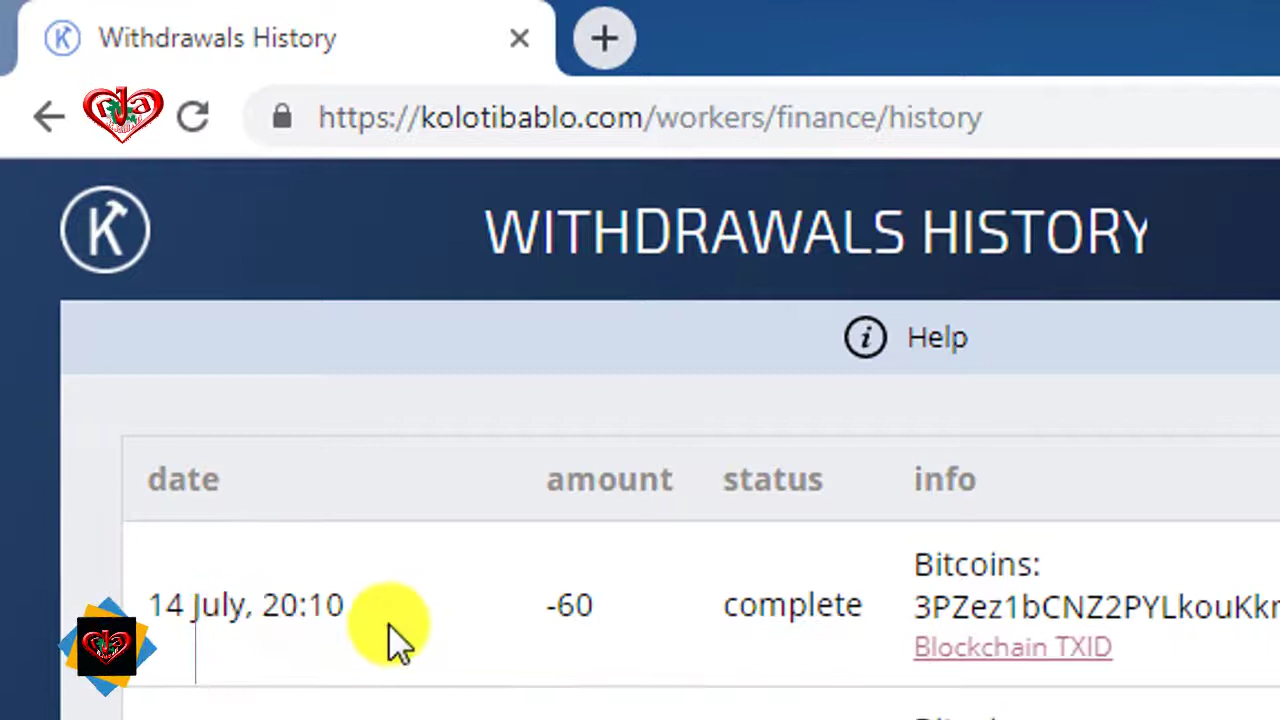 Withdrawals History
https://kolotibablo.com/workers/finance/history
K
WITHDRAWALS HISTORY
Help
date amount status info
14 July, 20:10 -60 complete Bitcoins:
3PZez1bCNZ2PYLkouKk
Blockchain TXID